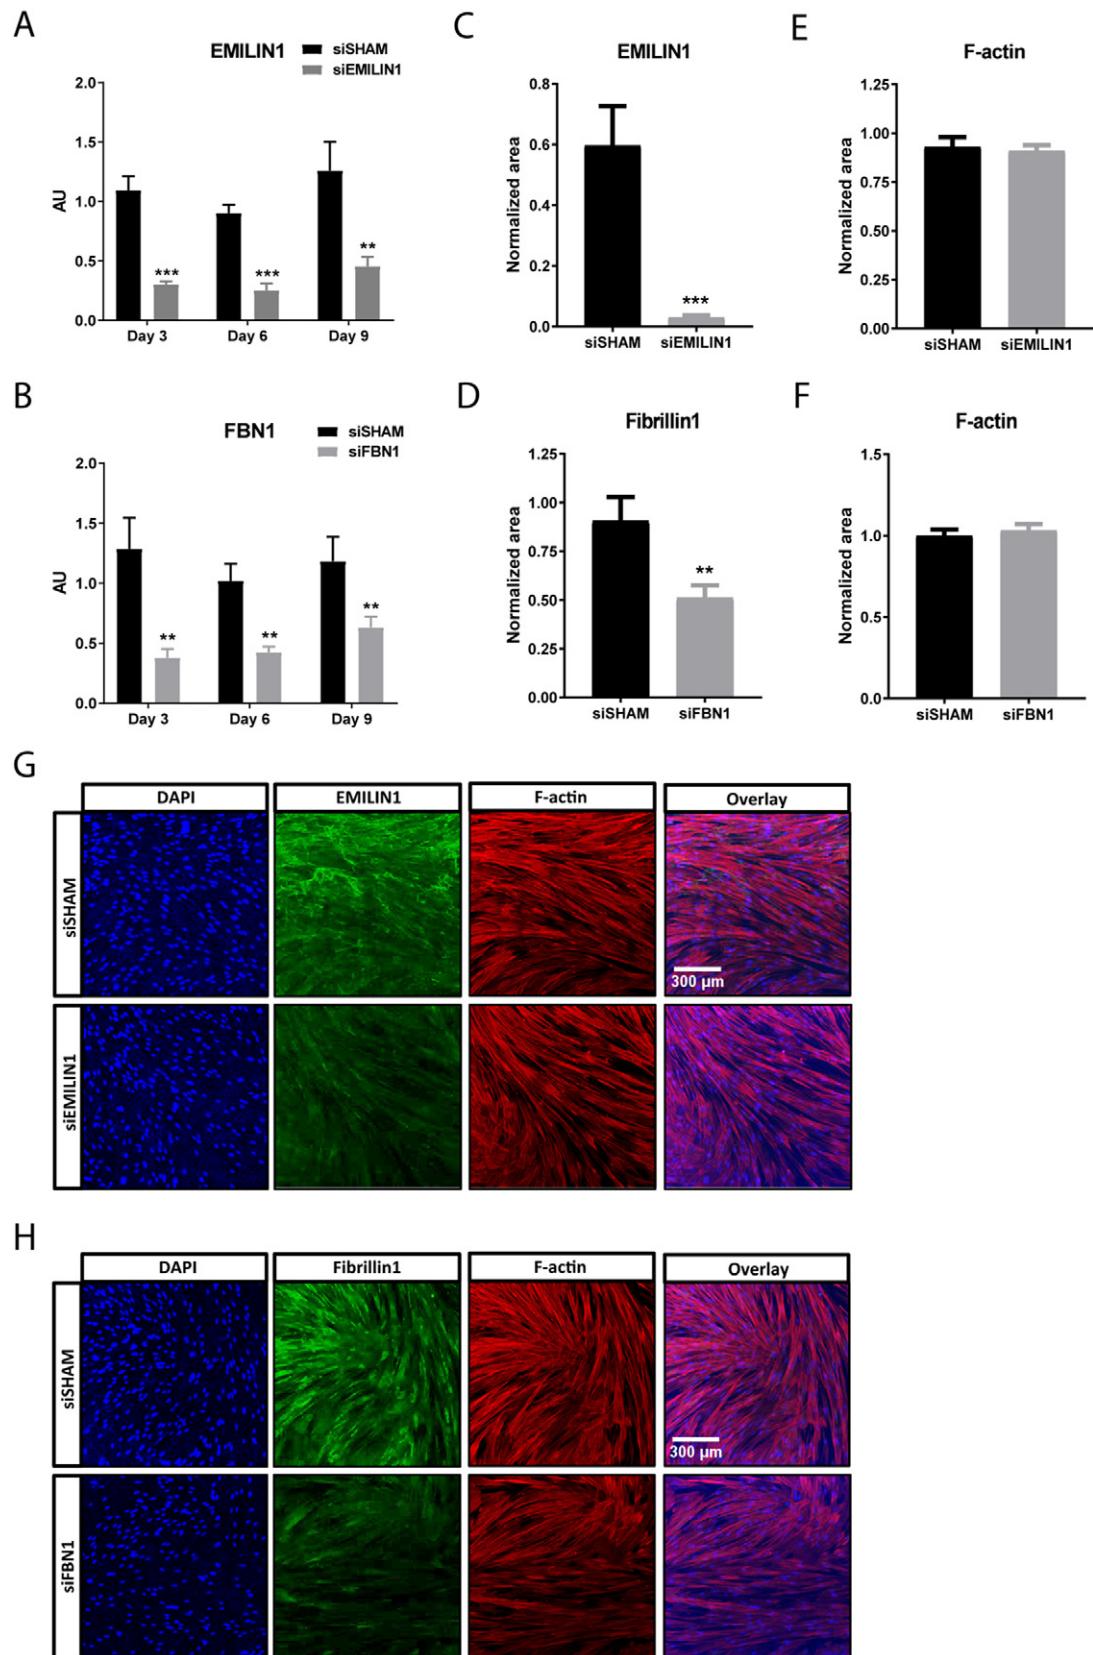 A
EMILIN1
siSHAM
siEMILIN1
AU
2.0
1.5
1.0
0.5
0.0
***
***
**
Day 3
Day 6
Day 9
C
EMILIN1
Normalized area
0.8
0.6
0.4
0.2
0.0
***
siSHAM
siEMILIN1
E
F-actin
Normalized area
1.25
1.00
0.75
0.50
0.25
0.00
siSHAM
siEMILIN1
B
FBN1
siSHAM
siFBN1
AU
2.0
1.5
1.0
0.5
0.0
**
**
**
Day 3
Day 6
Day 9
D
Fibrillin1
Normalized area
1.25
1.00
0.75
0.50
0.25
0.00
**
siSHAM
siFBN1
F
F-actin
Normalized area
1.5
1.0
0.5
0.0
siSHAM
siFBN1
G
DAPI
EMILIN1
F-actin
Overlay
siSHAM
300 µm
siEMILIN1
H
DAPI
Fibrillin1
F-actin
Overlay
siSHAM
300 µm
siFBN1